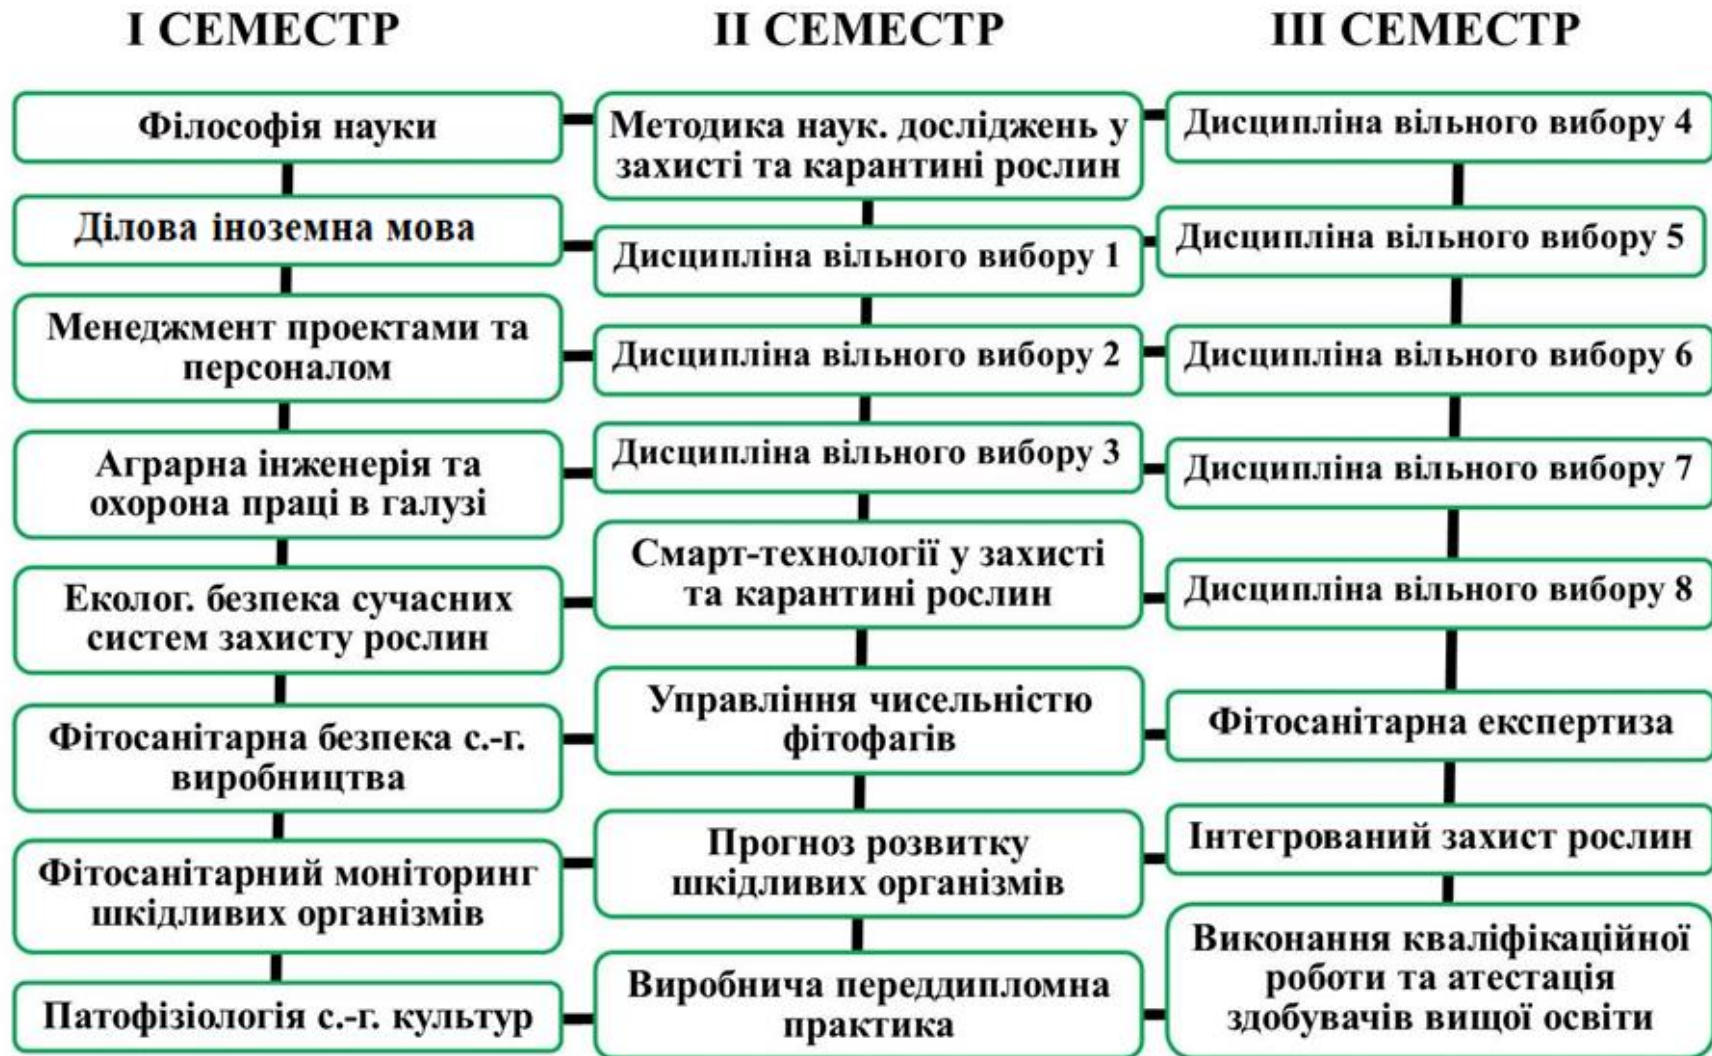 I СЕМЕСТР
Філософія науки
Ділова іноземна мова
Менеджмент проектами та
персоналом
Аграрна інженерія та
охорона праці в галузі
Еколог. безпека сучасних
систем захисту рослин
Фітосанітарна безпека с.-г.
виробництва
Фітосанітарний моніторинг
шкідливих організмів
Патофізіологія с.-г. культур
II СЕМЕСТР
Методика наук. досліджень у
захисті та карантині рослин
Дисципліна вільного вибору 1
Дисципліна вільного вибору 2
Дисципліна вільного вибору 3
Смарт-технології у захисті
та карантині рослин
Управління чисельністю
фітофагів
Прогноз розвитку
шкідливих організмів
Виробнича переддипломна
практика
III СЕМЕСТР
Дисципліна вільного вибору 4
Дисципліна вільного вибору 5
Дисципліна вільного вибору 6
Дисципліна вільного вибору 7
Дисципліна вільного вибору 8
Фітосанітарна експертиза
Інтегрований захист рослин
Виконання кваліфікаційної
роботи та атестація
здобувачів вищої освіти